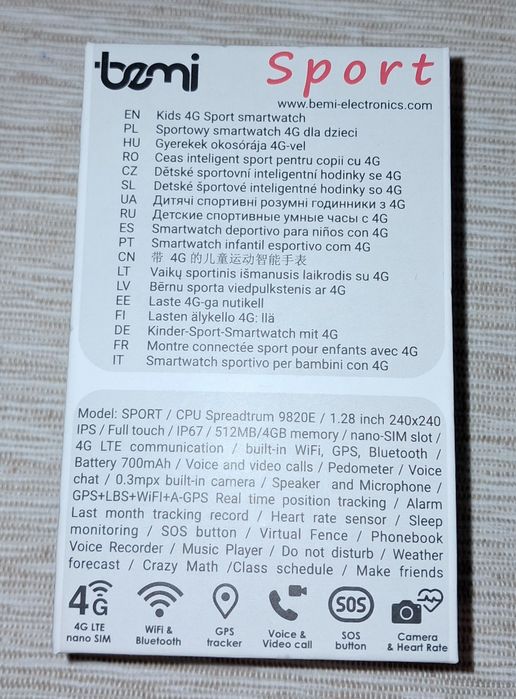 bemi Sport
www.bemi-electronics.com
EN Kids 4G Sport smartwatch
PL Sportowy smartwatch 4G dla dzieci
HU Gyerekek okosórája 4G-vel
RO Ceas inteligent sport pentru copii cu 4G
CZ Dětské sportovní inteligentní hodinky se 4G
SL Detské športové inteligentné hodinky so 4G
UA Дитячі спортивні розумні годинники з 4G
RU Детские спортивные умные часы с 4G
ES Smartwatch deportivo para niños con 4G
PT Smartwatch infantil esportivo com 4G
CN 带 4G 的儿童运动智能手表
LT Vaikų sportinis išmanusis laikrodis su 4G
LV Bērnu sporta viedpulkstenis ar 4G
EE Laste 4G-ga nutikell
FI Lasten älykello 4G: llä
DE Kinder-Sport-Smartwatch mit 4G
FR Montre connectée sport pour enfants avec 4G
IT Smartwatch sportivo per bambini con 4G
Model: SPORT / CPU Spreadtrum 9820E / 1.28 inch 240x240
IPS / Full touch / IP67 / 512MB/4GB memory / nano-SIM slot /
4G LTE communication / built-in WiFi, GPS, Bluetooth /
Battery 700mAh / Voice and video calls / Pedometer / Voice
chat / 0.3mpx built-in camera / Speaker and Microphone /
GPS+LBS+WiFI+A-GPS Real time position tracking / Alarm
Last month tracking record / Heart rate sensor / Sleep
monitoring / SOS button / Virtual Fence / Phonebook
Voice Recorder / Music Player / Do not disturb / Weather
forecast / Crazy Math /Class schedule / Make friends
4G SOS
4G LTE nano SIM
WiFi & Bluetooth
GPS tracker
Voice & Video call
SOS button
Camera & Heart Rate